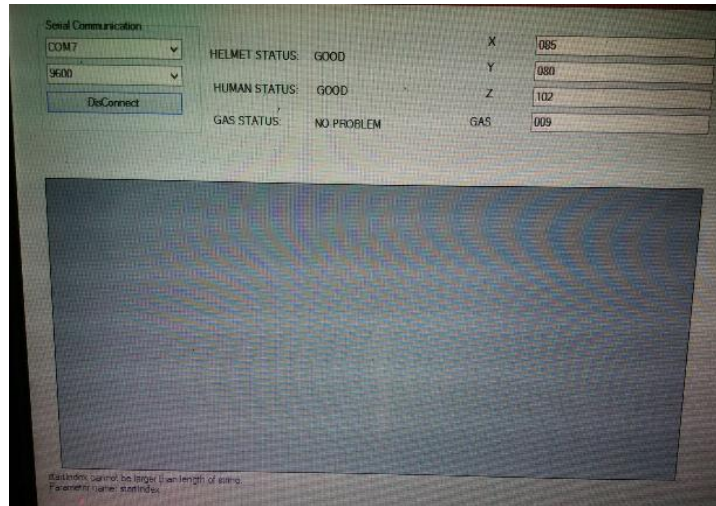 Serial Communication
COM7
9600
DisConnect
HELMET STATUS: GOOD
HUMAN STATUS: GOOD
GAS STATUS: NO PROBLEM
X 085
Y 080
Z 102
GAS 009
startIndex cannot be larger than length of string.
Parameter name: startIndex